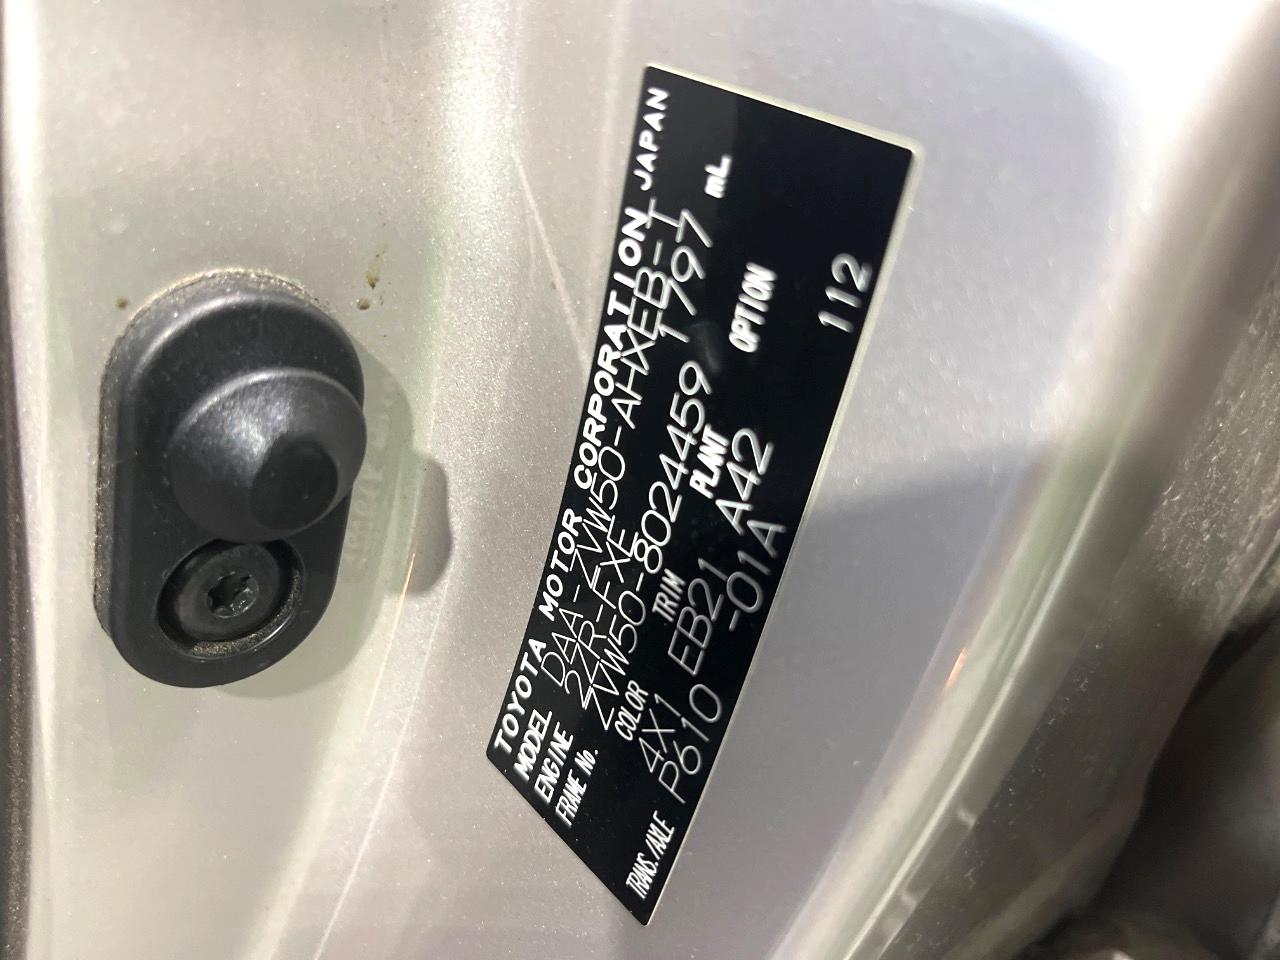 TOYOTA MOTOR CORPORATION JAPAN
MODEL DAA-ZVW50-AHXEB-T
ENGINE 2ZR-FXE 1797 mL
FRAME No. ZVW50-8024459
COLOR TRIM PLANT OPTION
4X1 EB21 A42
TRANS./AXLE P610 -01A 112